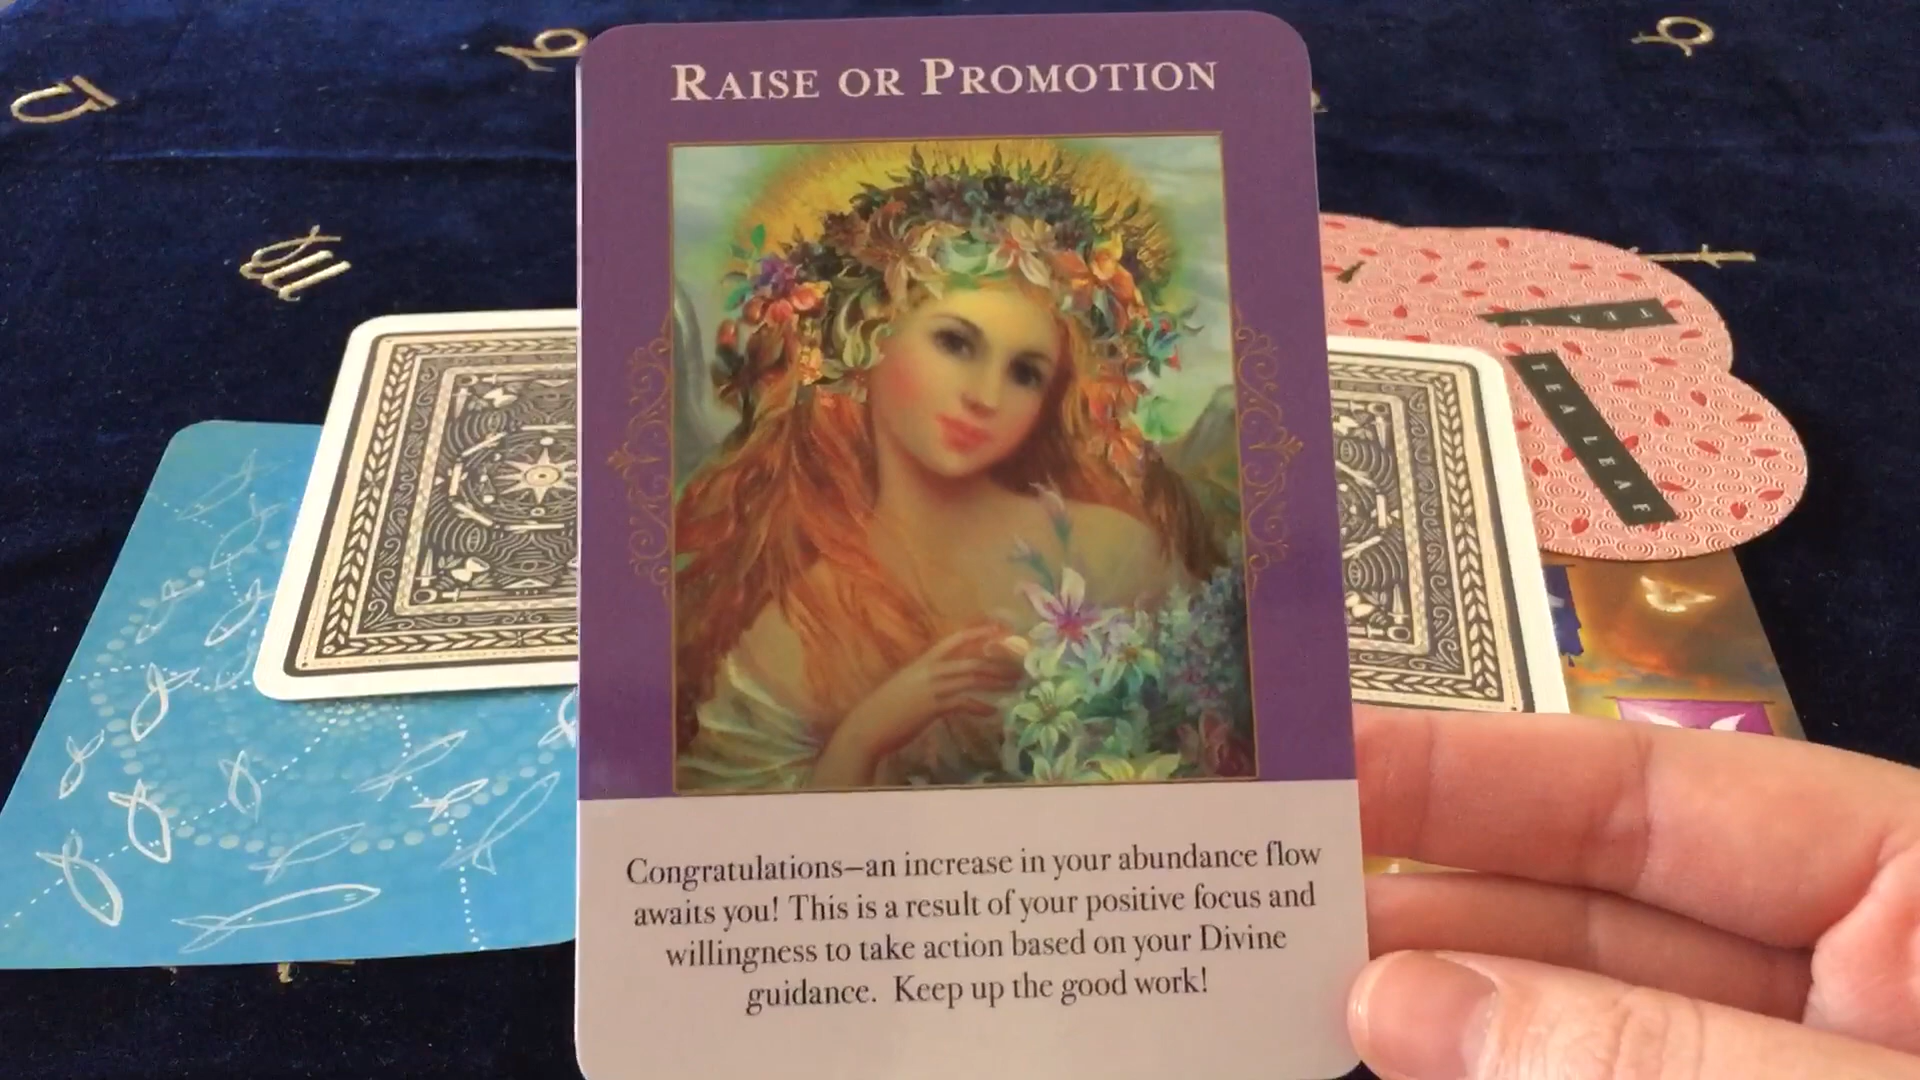 RAISE OR PROMOTION
TEA L
TEA LEAF
Congratulations—an increase in your abundance flow
awaits you! This is a result of your positive focus and
willingness to take action based on your Divine
guidance. Keep up the good work!